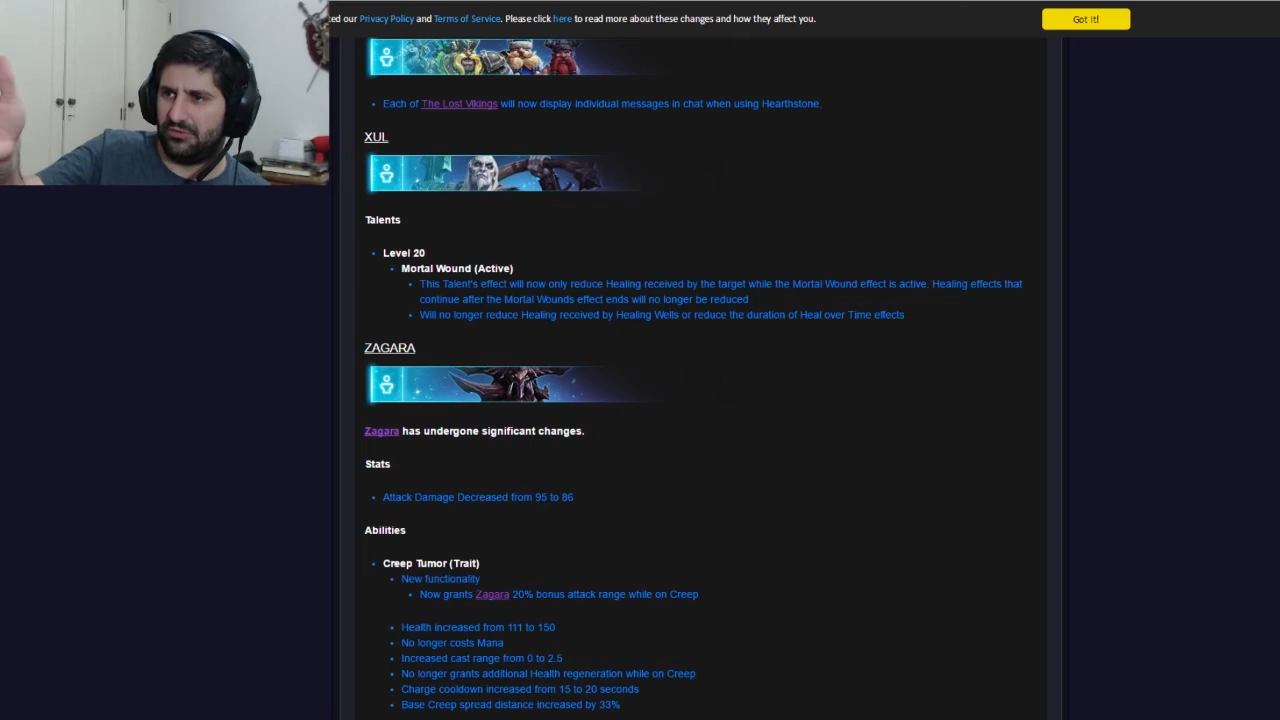 ted our Privacy Policy and Terms of Service. Please click here to read more about these changes and how they affect you.
Got it!
Each of The Lost Vikings will now display individual messages in chat when using Hearthstone.
XUL
Talents
Level 20
Mortal Wound (Active)
This Talent's effect will now only reduce Healing received by the target while the Mortal Wound effect is active. Healing effects that
continue after the Mortal Wounds effect ends will no longer be reduced
Will no longer reduce Healing received by Healing Wells or reduce the duration of Heal over Time effects
ZAGARA
Zagara has undergone significant changes.
Stats
Attack Damage Decreased from 95 to 86
Abilities
Creep Tumor (Trait)
New functionality
Now grants Zagara 20% bonus attack range while on Creep
Health increased from 111 to 150
No longer costs Mana
Increased cast range from 0 to 2.5
No longer grants additional Health regeneration while on Creep
Charge cooldown increased from 15 to 20 seconds
Base Creep spread distance increased by 33%